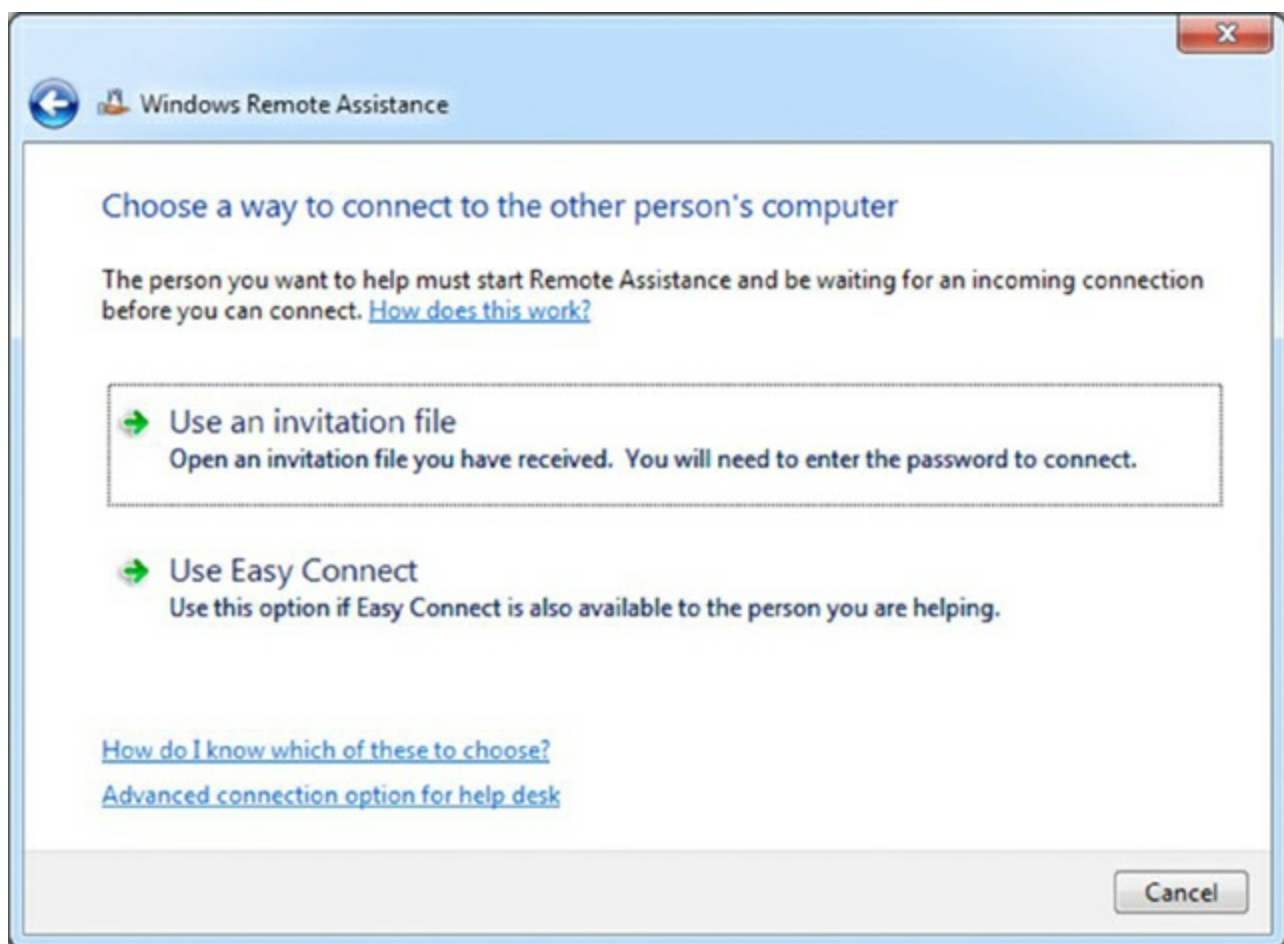 Windows Remote Assistance
Choose a way to connect to the other person's computer
The person you want to help must start Remote Assistance and be waiting for an incoming connection
before you can connect. How does this work?
Use an invitation file
Open an invitation file you have received. You will need to enter the password to connect.
Use Easy Connect
Use this option if Easy Connect is also available to the person you are helping.
How do I know which of these to choose?
Advanced connection option for help desk
Cancel